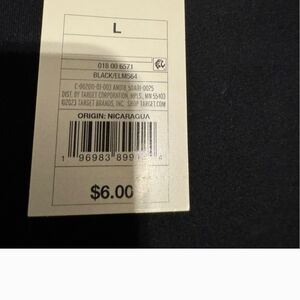 L
018 00 6571
BLACK/ELM564
DIST. BY TARGET CORPORATION, MPLS, MN 55403
©2023 TARGET BRANDS, INC. SHOP TARGET.COM
ORIGIN: NICARAGUA
$6.00